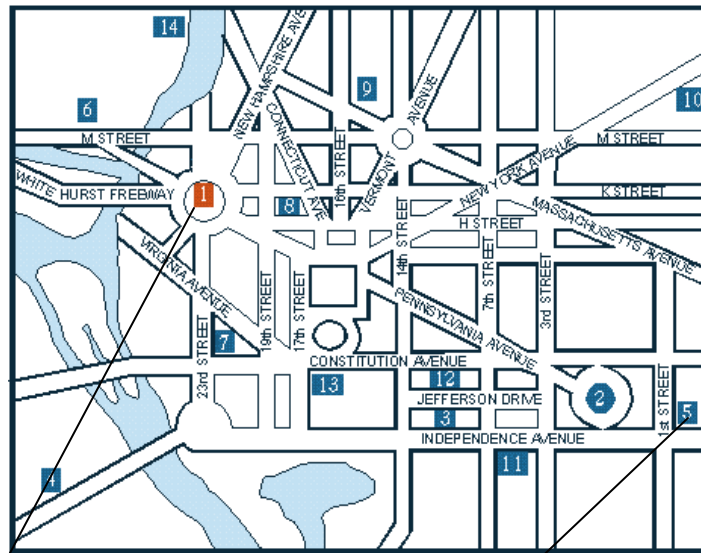 14
NEW HAMPSHIRE AVE
6
9
AVENUE
10
M STREET
CONNECTICUT AVE
16th STREET
VERMONT
NEW YORK AVENUE
M STREET
WHITE HURST FREBWAY
1
8
K STREET
MASSACHUSETTS AVENUE
H STREET
VIRGINIA AVENUE
14th STREET
7th STREET
3rd STREET
19th STREET
17th STREET
PENNSYLVANIA AVENUE
7
23rd STREET
CONSTITUTION AVENUE
13
12
JEFFERSON DRIVE
2
1st STREET
5
3
INDEPENDENCE AVENUE
4
11